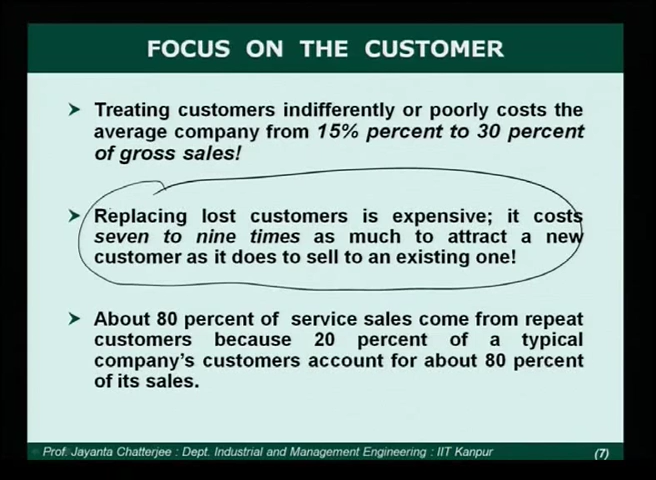 FOCUS ON THE CUSTOMER
Treating customers indifferently or poorly costs the
average company from 15% percent to 30 percent
of gross sales!
Replacing lost customers is expensive; it costs
seven to nine times as much to attract a new
customer as it does to sell to an existing one!
About 80 percent of service sales come from repeat
customers because 20 percent of a typical
company's customers account for about 80 percent
of its sales.
Prof. Jayanta Chatterjee : Dept. Industrial and Management Engineering : IIT Kanpur (7)